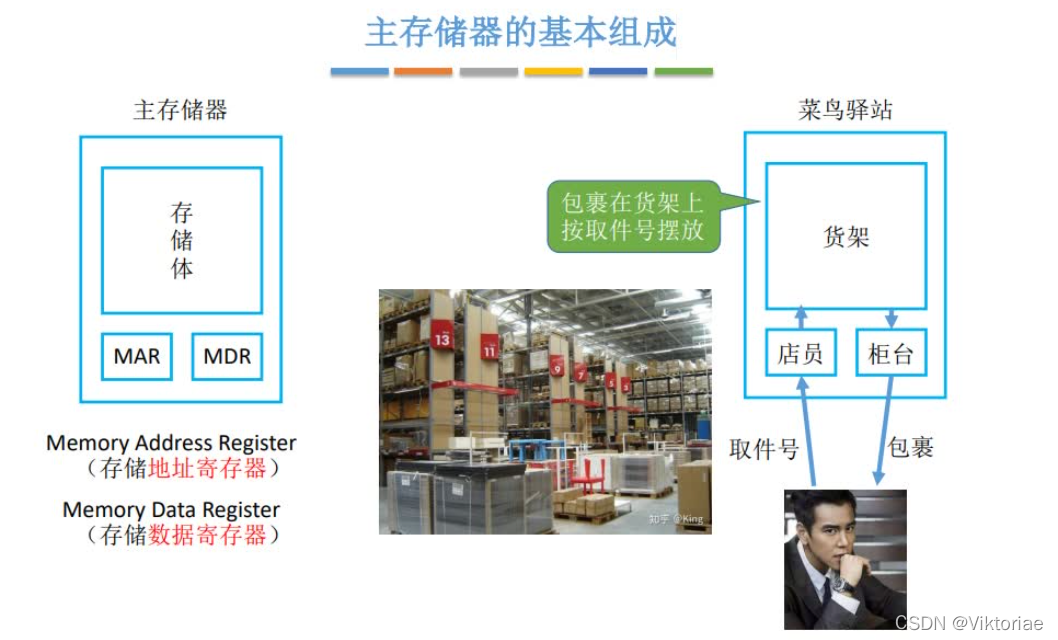 主存储器的基本组成
主存储器
存
储
体
MAR
MDR
Memory Address Register
（存储地址寄存器）
Memory Data Register
（存储数据寄存器）
13
11
9
7
5
3
知乎 @King
包裹在货架上
按取件号摆放
菜鸟驿站
货架
店员
柜台
取件号
包裹
CSDN @Viktoriae